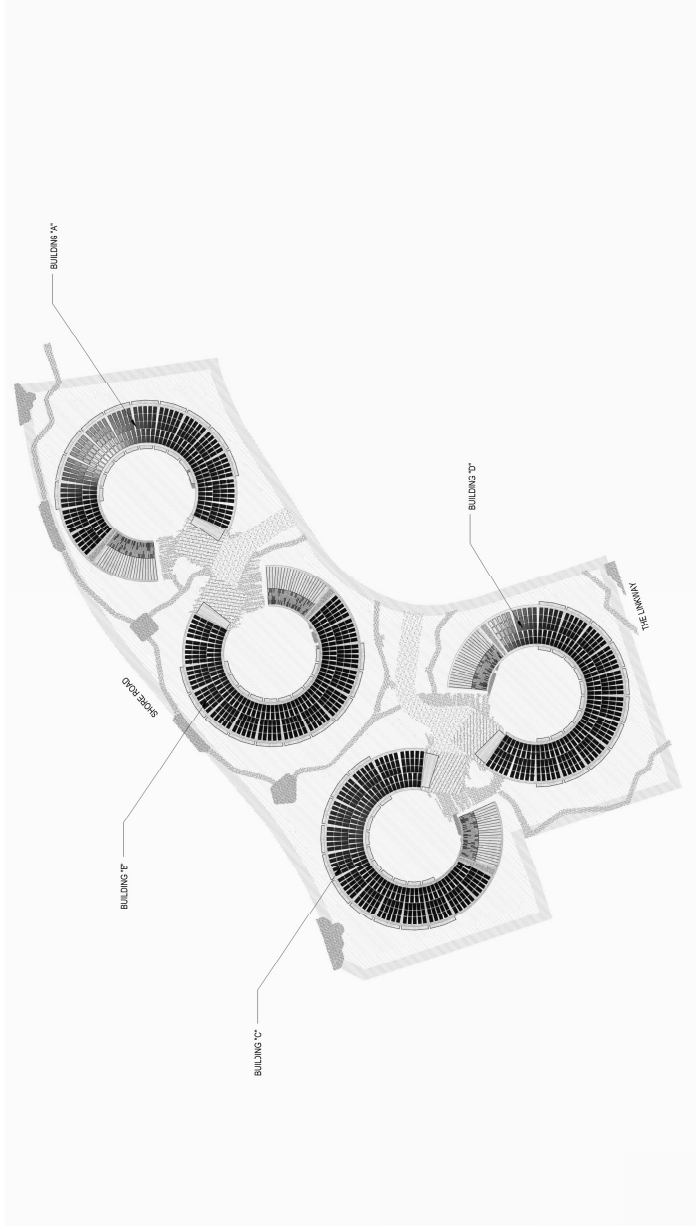 BUILDING "A"
BUILDING "D"
THE LINKWAY
SHORE ROAD
BUILDING "B"
BUILDING "C"